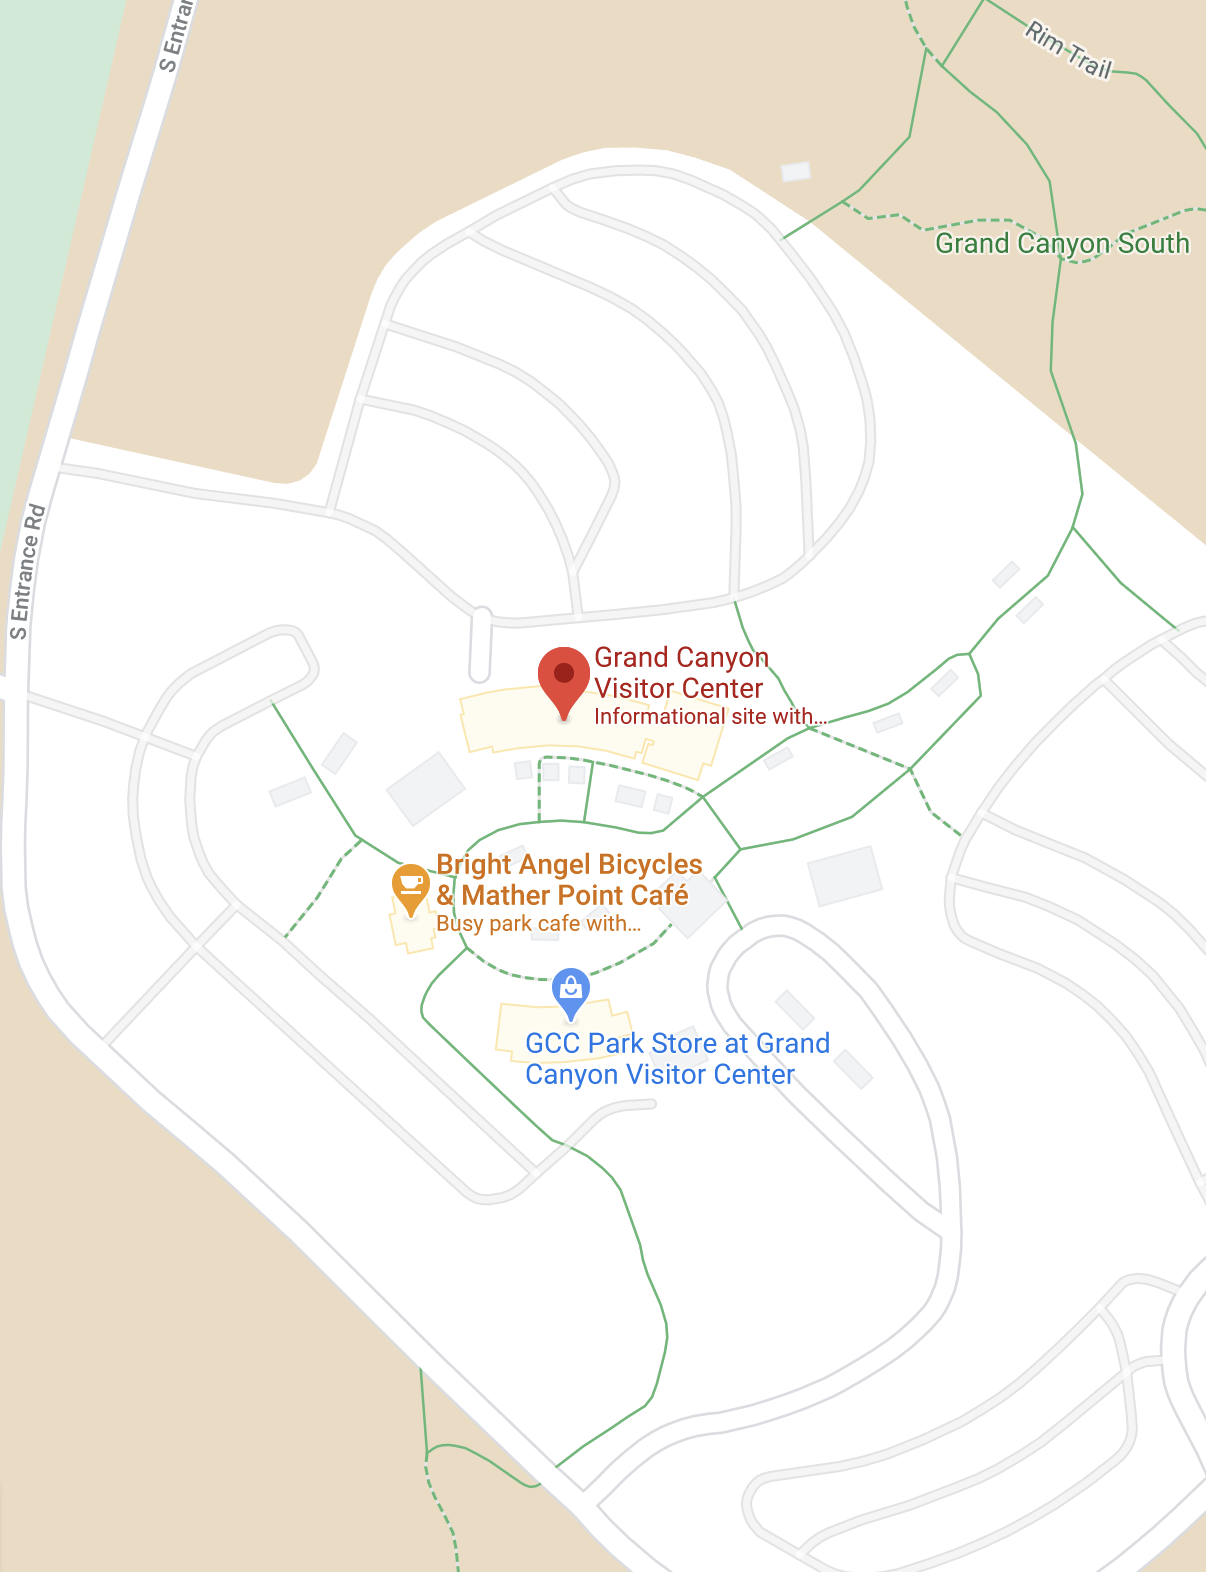 S Entrar
Rim Trail
Grand Canyon South
S Entrance Rd
Grand Canyon
Visitor Center
Informational site with...
Bright Angel Bicycles
& Mather Point Café
Busy park cafe with...
GCC Park Store at Grand
Canyon Visitor Center